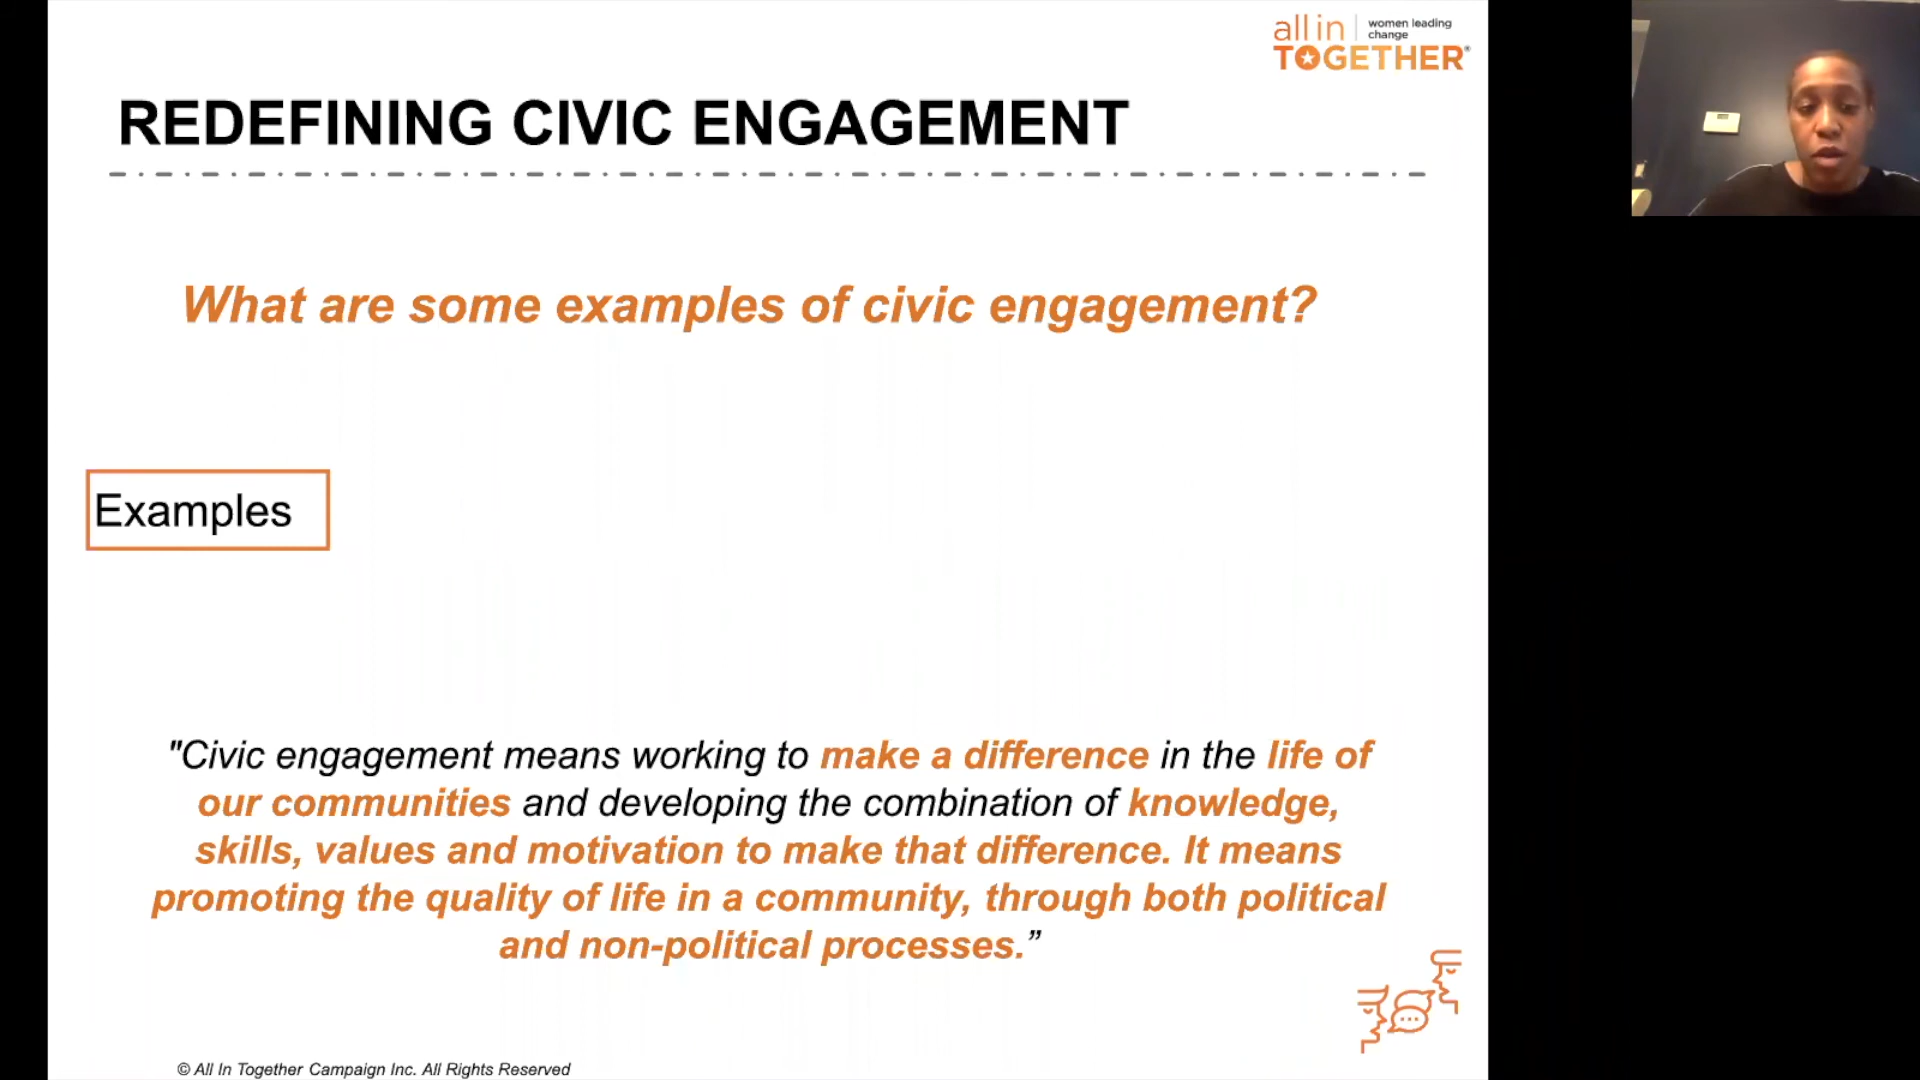 all in women leading
change
TOGETHER®
REDEFINING CIVIC ENGAGEMENT
What are some examples of civic engagement?
Examples
"Civic engagement means working to make a difference in the life of
our communities and developing the combination of knowledge,
skills, values and motivation to make that difference. It means
promoting the quality of life in a community, through both political
and non-political processes.”
© All In Together Campaign Inc. All Rights Reserved